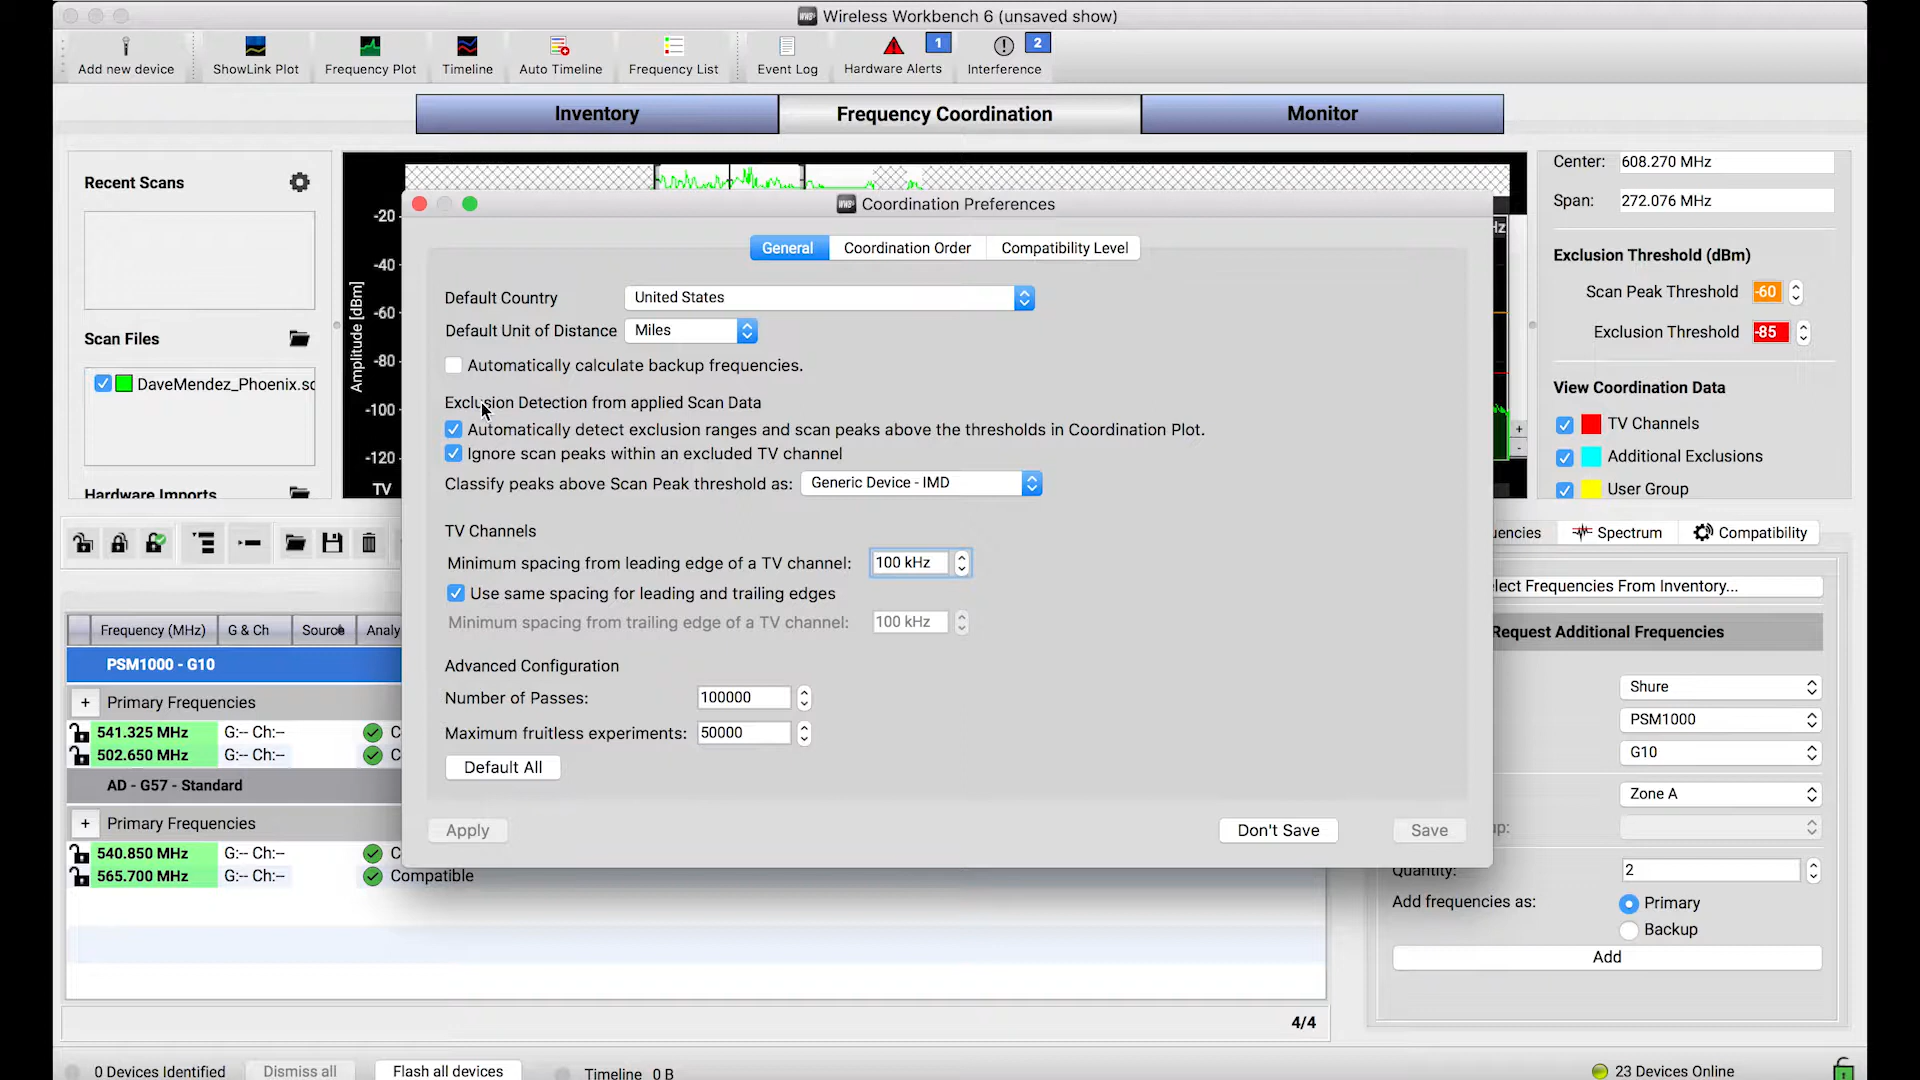 Wireless Workbench 6 (unsaved show)
1
2
Add new device
ShowLink Plot
Frequency Plot
Timeline
Auto Timeline
Frequency List
Event Log
Hardware Alerts
Interference
Inventory
Frequency Coordination
Monitor
Recent Scans
Scan Files
DaveMendez_Phoenix.sc
Hardware Imports
Amplitude [dBm]
-20
-40
-60
-80
-100
-120
TV
Hz
Center: 608.270 MHz
Span: 272.076 MHz
Exclusion Threshold (dBm)
Scan Peak Threshold -60
Exclusion Threshold -85
View Coordination Data
TV Channels
Additional Exclusions
User Group
Coordination Preferences
General
Coordination Order
Compatibility Level
Default Country United States
Default Unit of Distance Miles
Automatically calculate backup frequencies.
Exclusion Detection from applied Scan Data
Automatically detect exclusion ranges and scan peaks above the thresholds in Coordination Plot.
Ignore scan peaks within an excluded TV channel
Classify peaks above Scan Peak threshold as: Generic Device - IMD
TV Channels
Minimum spacing from leading edge of a TV channel: 100 kHz
Use same spacing for leading and trailing edges
Minimum spacing from trailing edge of a TV channel: 100 kHz
Advanced Configuration
Number of Passes: 100000
Maximum fruitless experiments: 50000
Default All
Apply
Don't Save
Save
Frequency (MHz) G & Ch Source Analy
PSM1000 - G10
+ Primary Frequencies
541.325 MHz G:-- Ch:-- C
502.650 MHz G:-- Ch:-- C
AD - G57 - Standard
+ Primary Frequencies
540.850 MHz G:-- Ch:-- C
565.700 MHz G:-- Ch:-- Compatible
4/4
uencies
Spectrum
Compatibility
lect Frequencies From Inventory...
Request Additional Frequencies
Shure
PSM1000
G10
Zone A
up:
Quantity: 2
Add frequencies as: Primary
Backup
Add
0 Devices Identified
Dismiss all
Flash all devices
Timeline 0 B
23 Devices Online